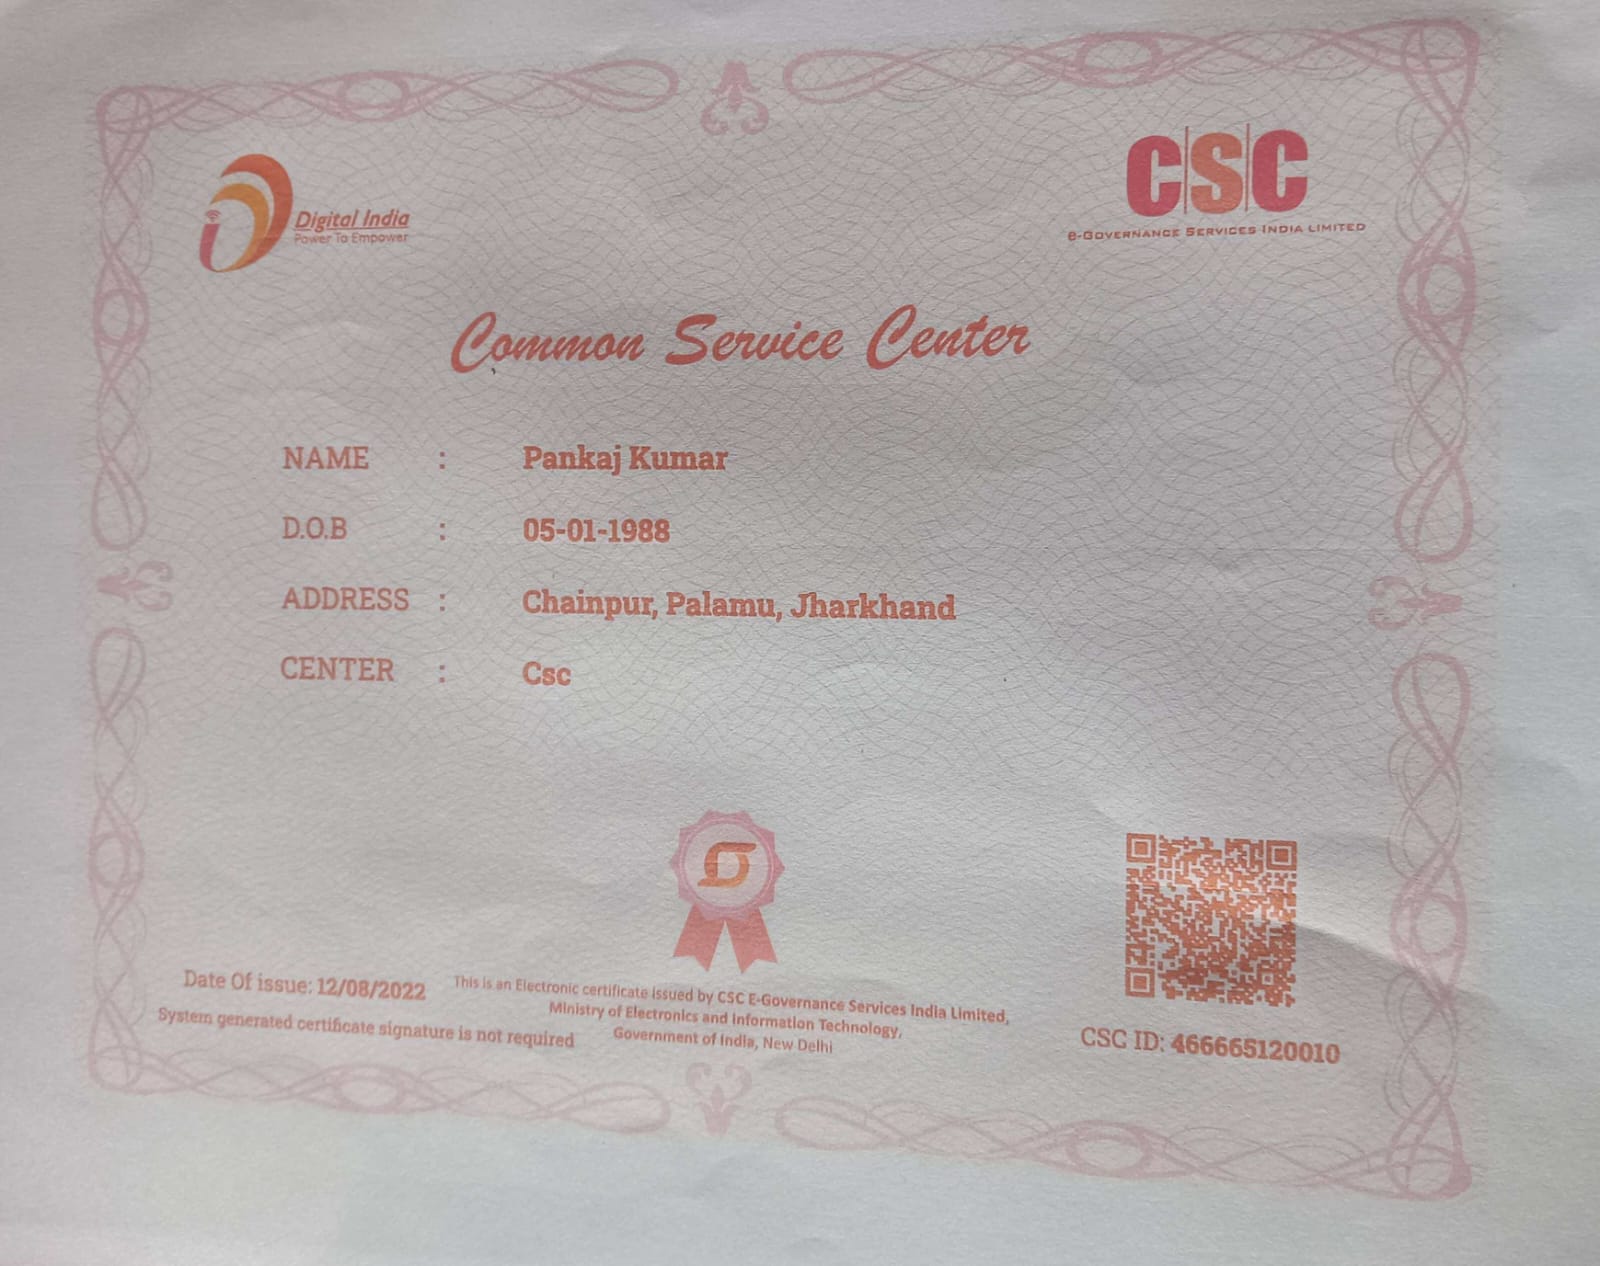 Digital India
Power To Empower
CSC
e-Governance Services India Limited
Common Service Center
NAME : Pankaj Kumar
D.O.B : 05-01-1988
ADDRESS : Chainpur, Palamu, Jharkhand
CENTER : Csc
Date Of issue: 12/08/2022
System generated certificate signature is not required
This is an Electronic certificate issued by CSC E-Governance Services India Limited,
Ministry of Electronics and Information Technology,
Government of India, New Delhi
CSC ID: 466665120010